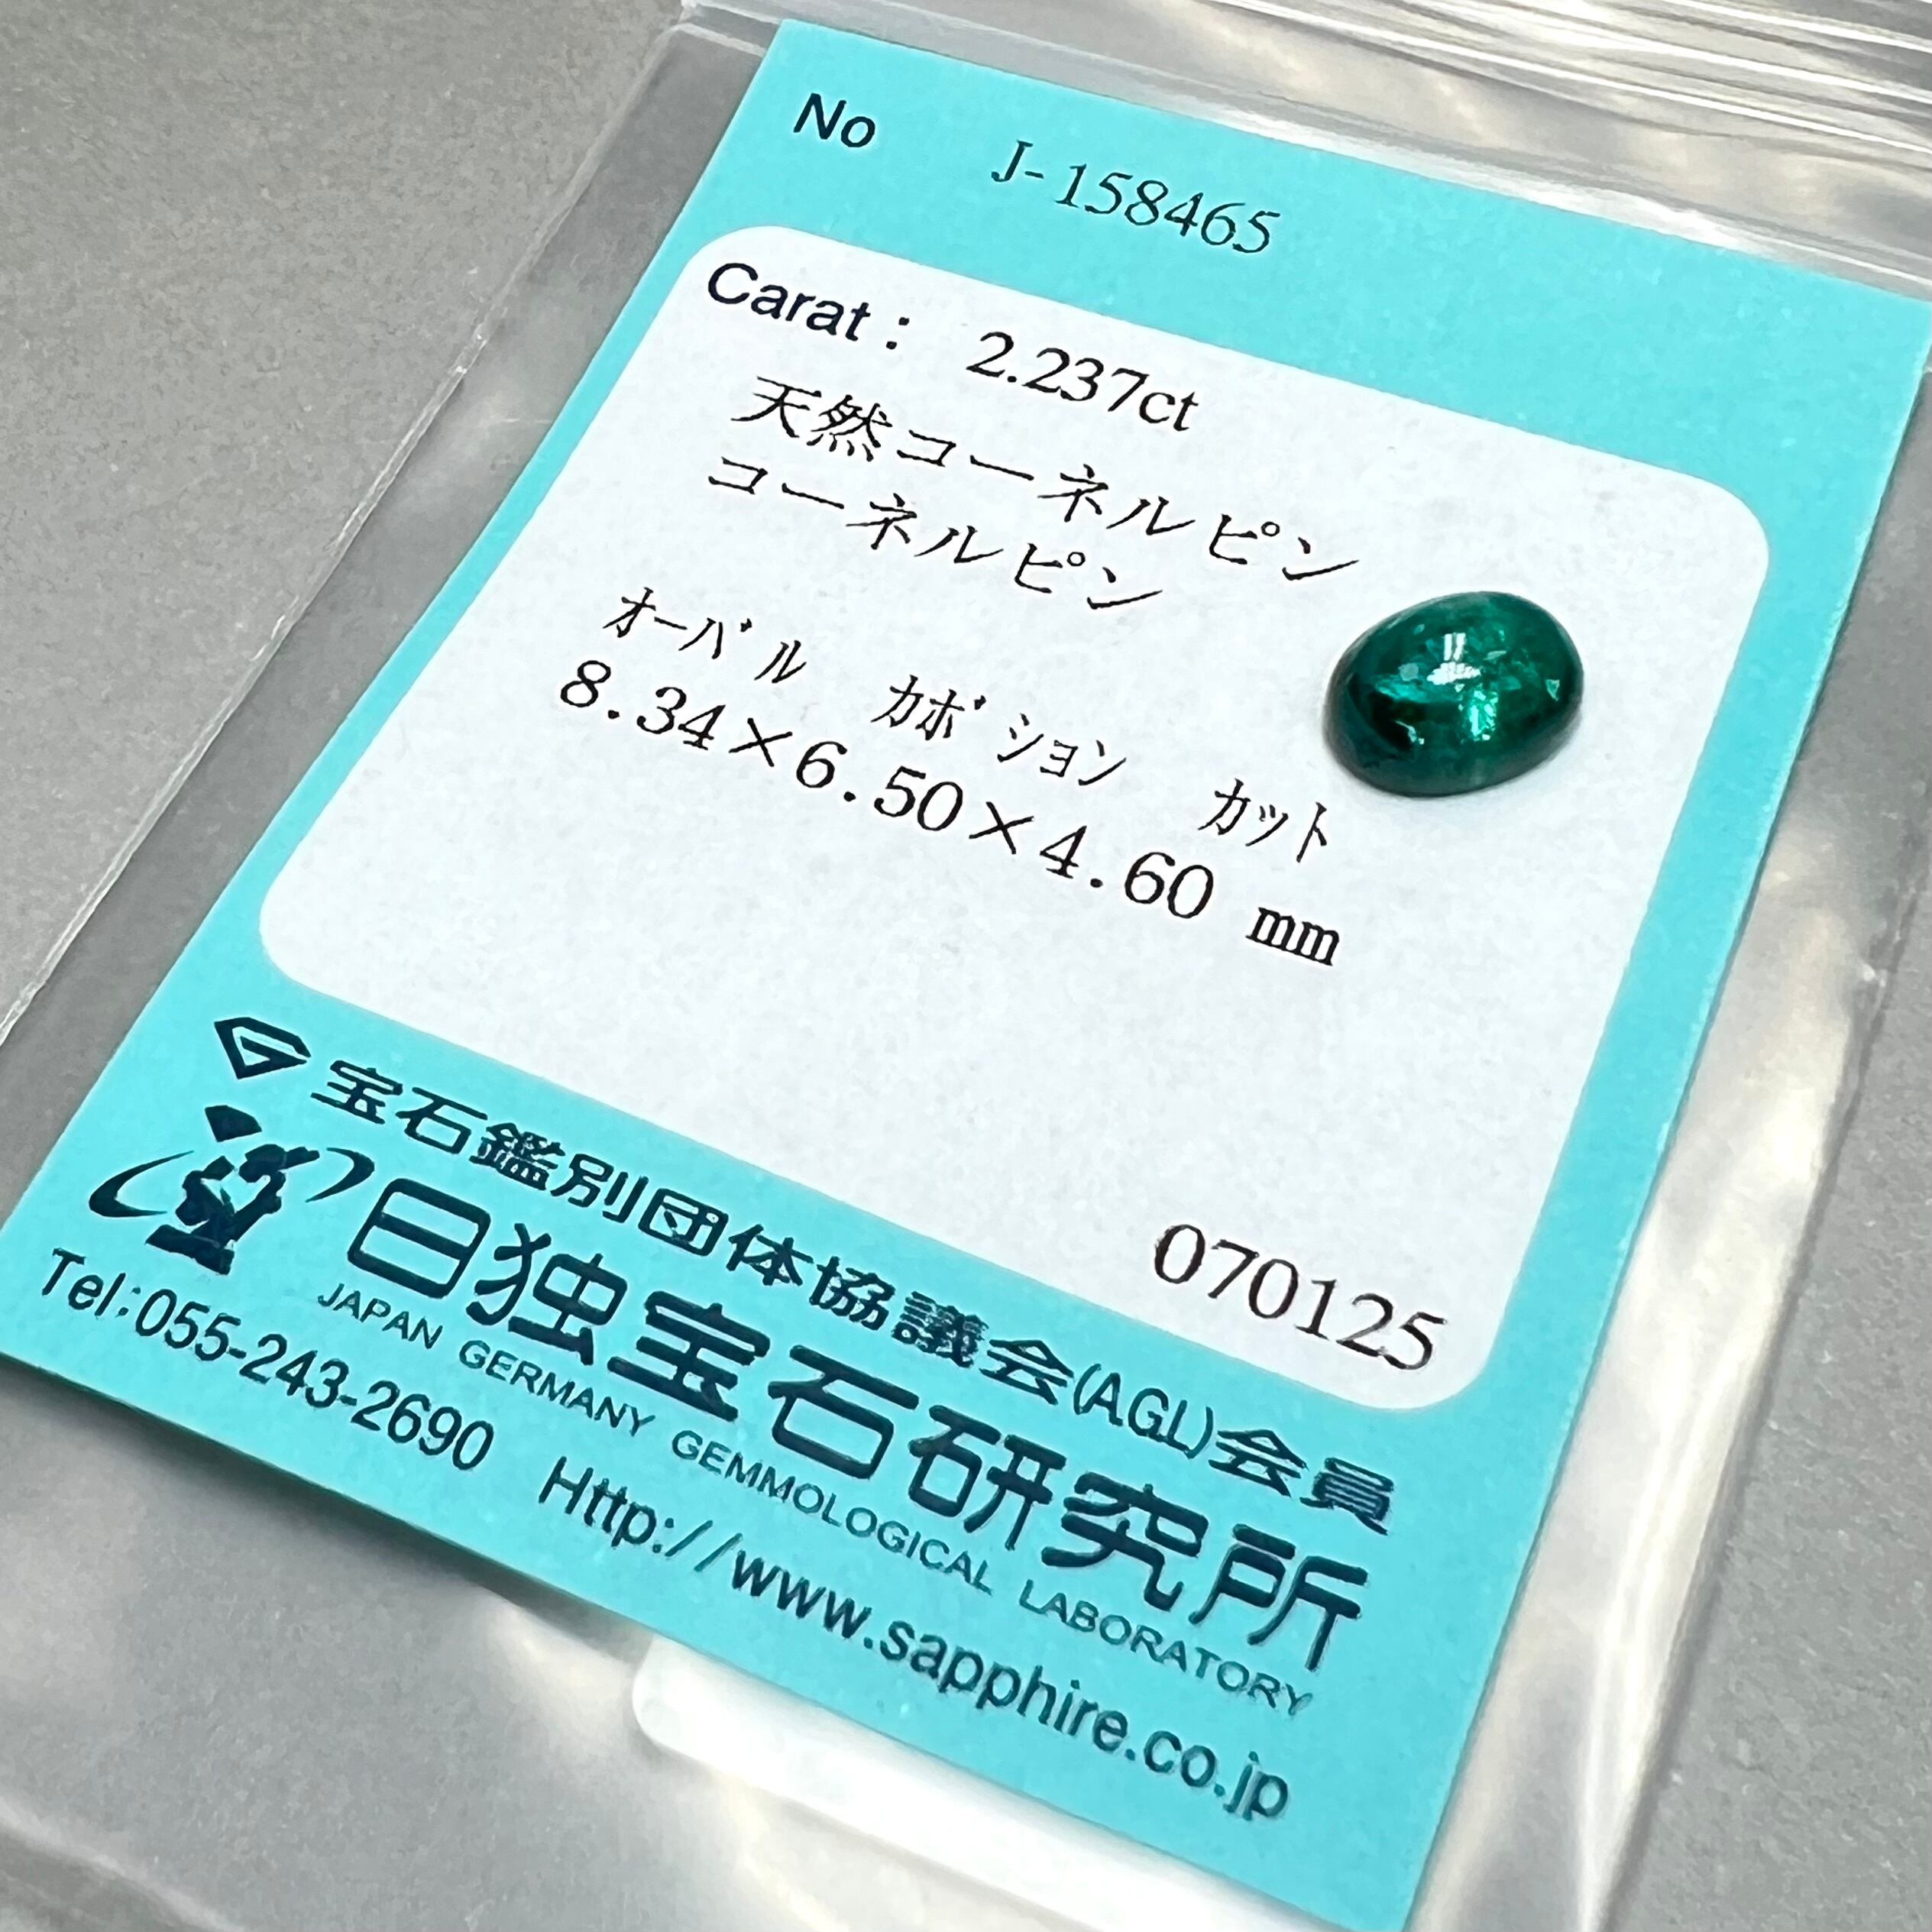 No J-158465
Carat : 2.237ct
天然コーネルピン
コーネルピン
ｵｰﾊﾞﾙ ｶﾎﾞｼｮﾝ ｶｯﾄ
8.34×6.50×4.60 mm
070125
宝石鑑別団体協議会(AGL)会員
日独宝石研究所
JAPAN GERMANY GEMMOLOGICAL LABORATORY
Tel:055-243-2690 Http://www.sapphire.co.jp